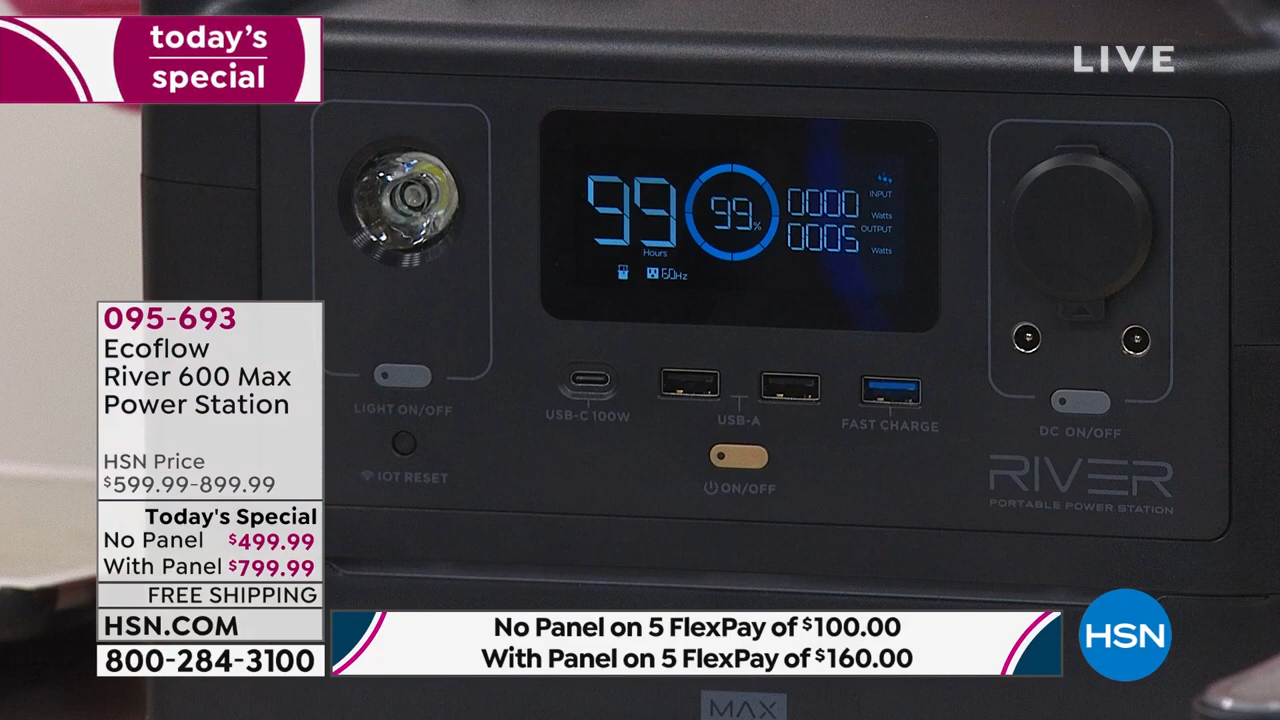 today's
special
LIVE
99
Hours
99%
0000
INPUT
Watts
0005
OUTPUT
Watts
60Hz
LIGHT ON/OFF
IOT RESET
USB-C 100W
USB-A
FAST CHARGE
ON/OFF
DC ON/OFF
RIVER
PORTABLE POWER STATION
MAX
095-693
Ecoflow
River 600 Max
Power Station
HSN Price
$599.99-899.99
Today's Special
No Panel $499.99
With Panel $799.99
FREE SHIPPING
HSN.COM
800-284-3100
No Panel on 5 FlexPay of $100.00
With Panel on 5 FlexPay of $160.00
HSN